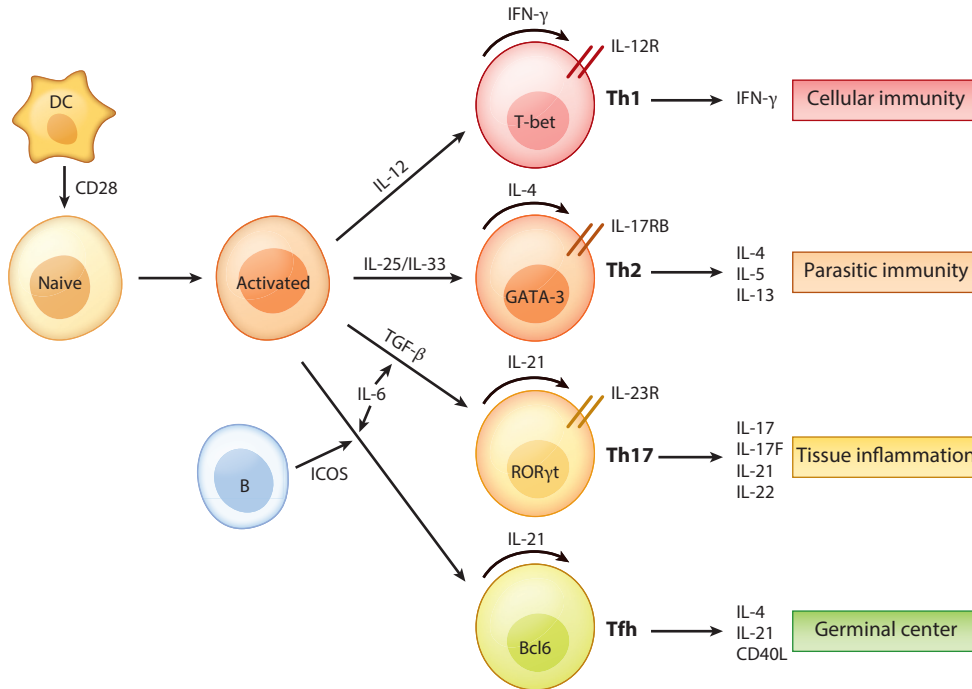 DC
CD28
Naive
Activated
IL-12
IL-25/IL-33
TGF-β
IL-6
B
ICOS
IFN-γ
IL-12R
T-bet
Th1
IFN-γ
Cellular immunity
IL-4
IL-17RB
GATA-3
Th2
IL-4
IL-5
IL-13
Parasitic immunity
IL-21
IL-23R
RORγt
Th17
IL-17
IL-17F
IL-21
IL-22
Tissue inflammation
IL-21
Bcl6
Tfh
IL-4
IL-21
CD40L
Germinal center